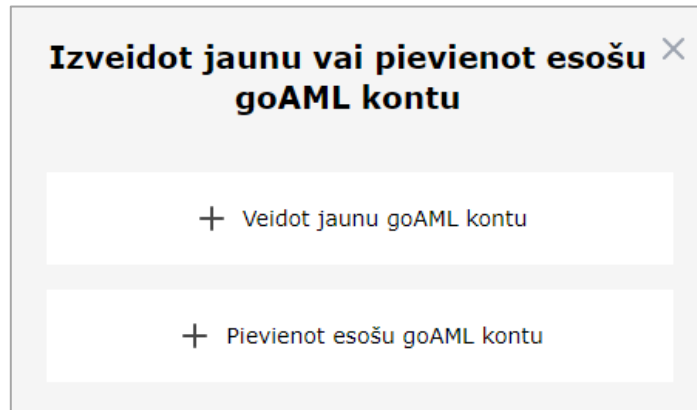 Izveidot jaunu vai pievienot esošu
goAML kontu
Veidot jaunu goAML kontu
Pievienot esošu goAML kontu